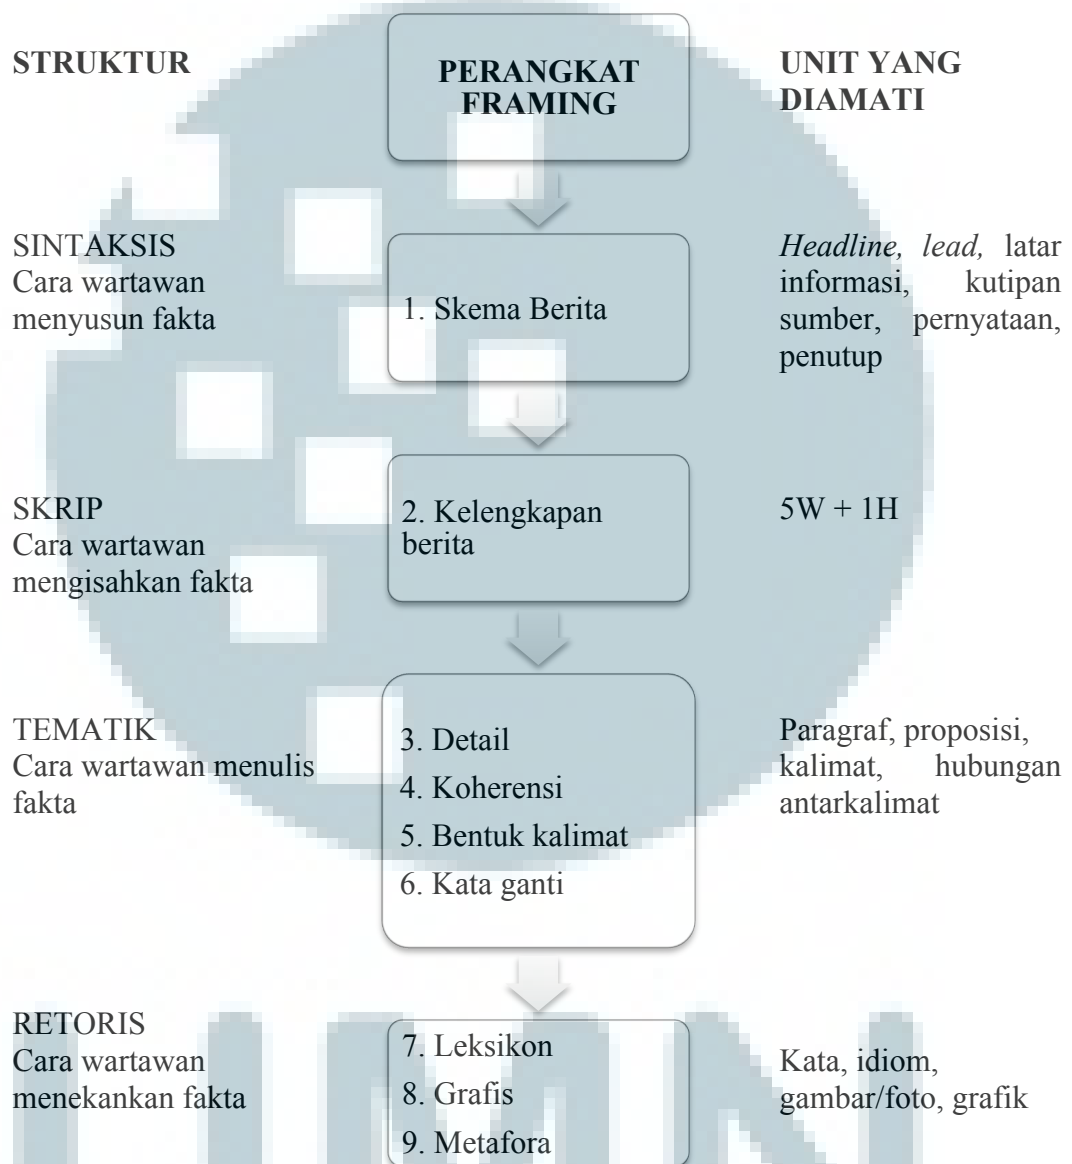 STRUKTUR
PERANGKAT
FRAMING
UNIT YANG
DIAMATI
SINTAKSIS
Cara wartawan
menyusun fakta
1. Skema Berita
Headline, lead, latar
informasi, kutipan
sumber, pernyataan,
penutup
SKRIP
Cara wartawan
mengisahkan fakta
2. Kelengkapan
berita
5W + 1H
TEMATIK
Cara wartawan menulis
fakta
3. Detail
4. Koherensi
5. Bentuk kalimat
6. Kata ganti
Paragraf, proposisi,
kalimat, hubungan
antarkalimat
RETORIS
Cara wartawan
menekankan fakta
7. Leksikon
8. Grafis
9. Metafora
Kata, idiom,
gambar/foto, grafik